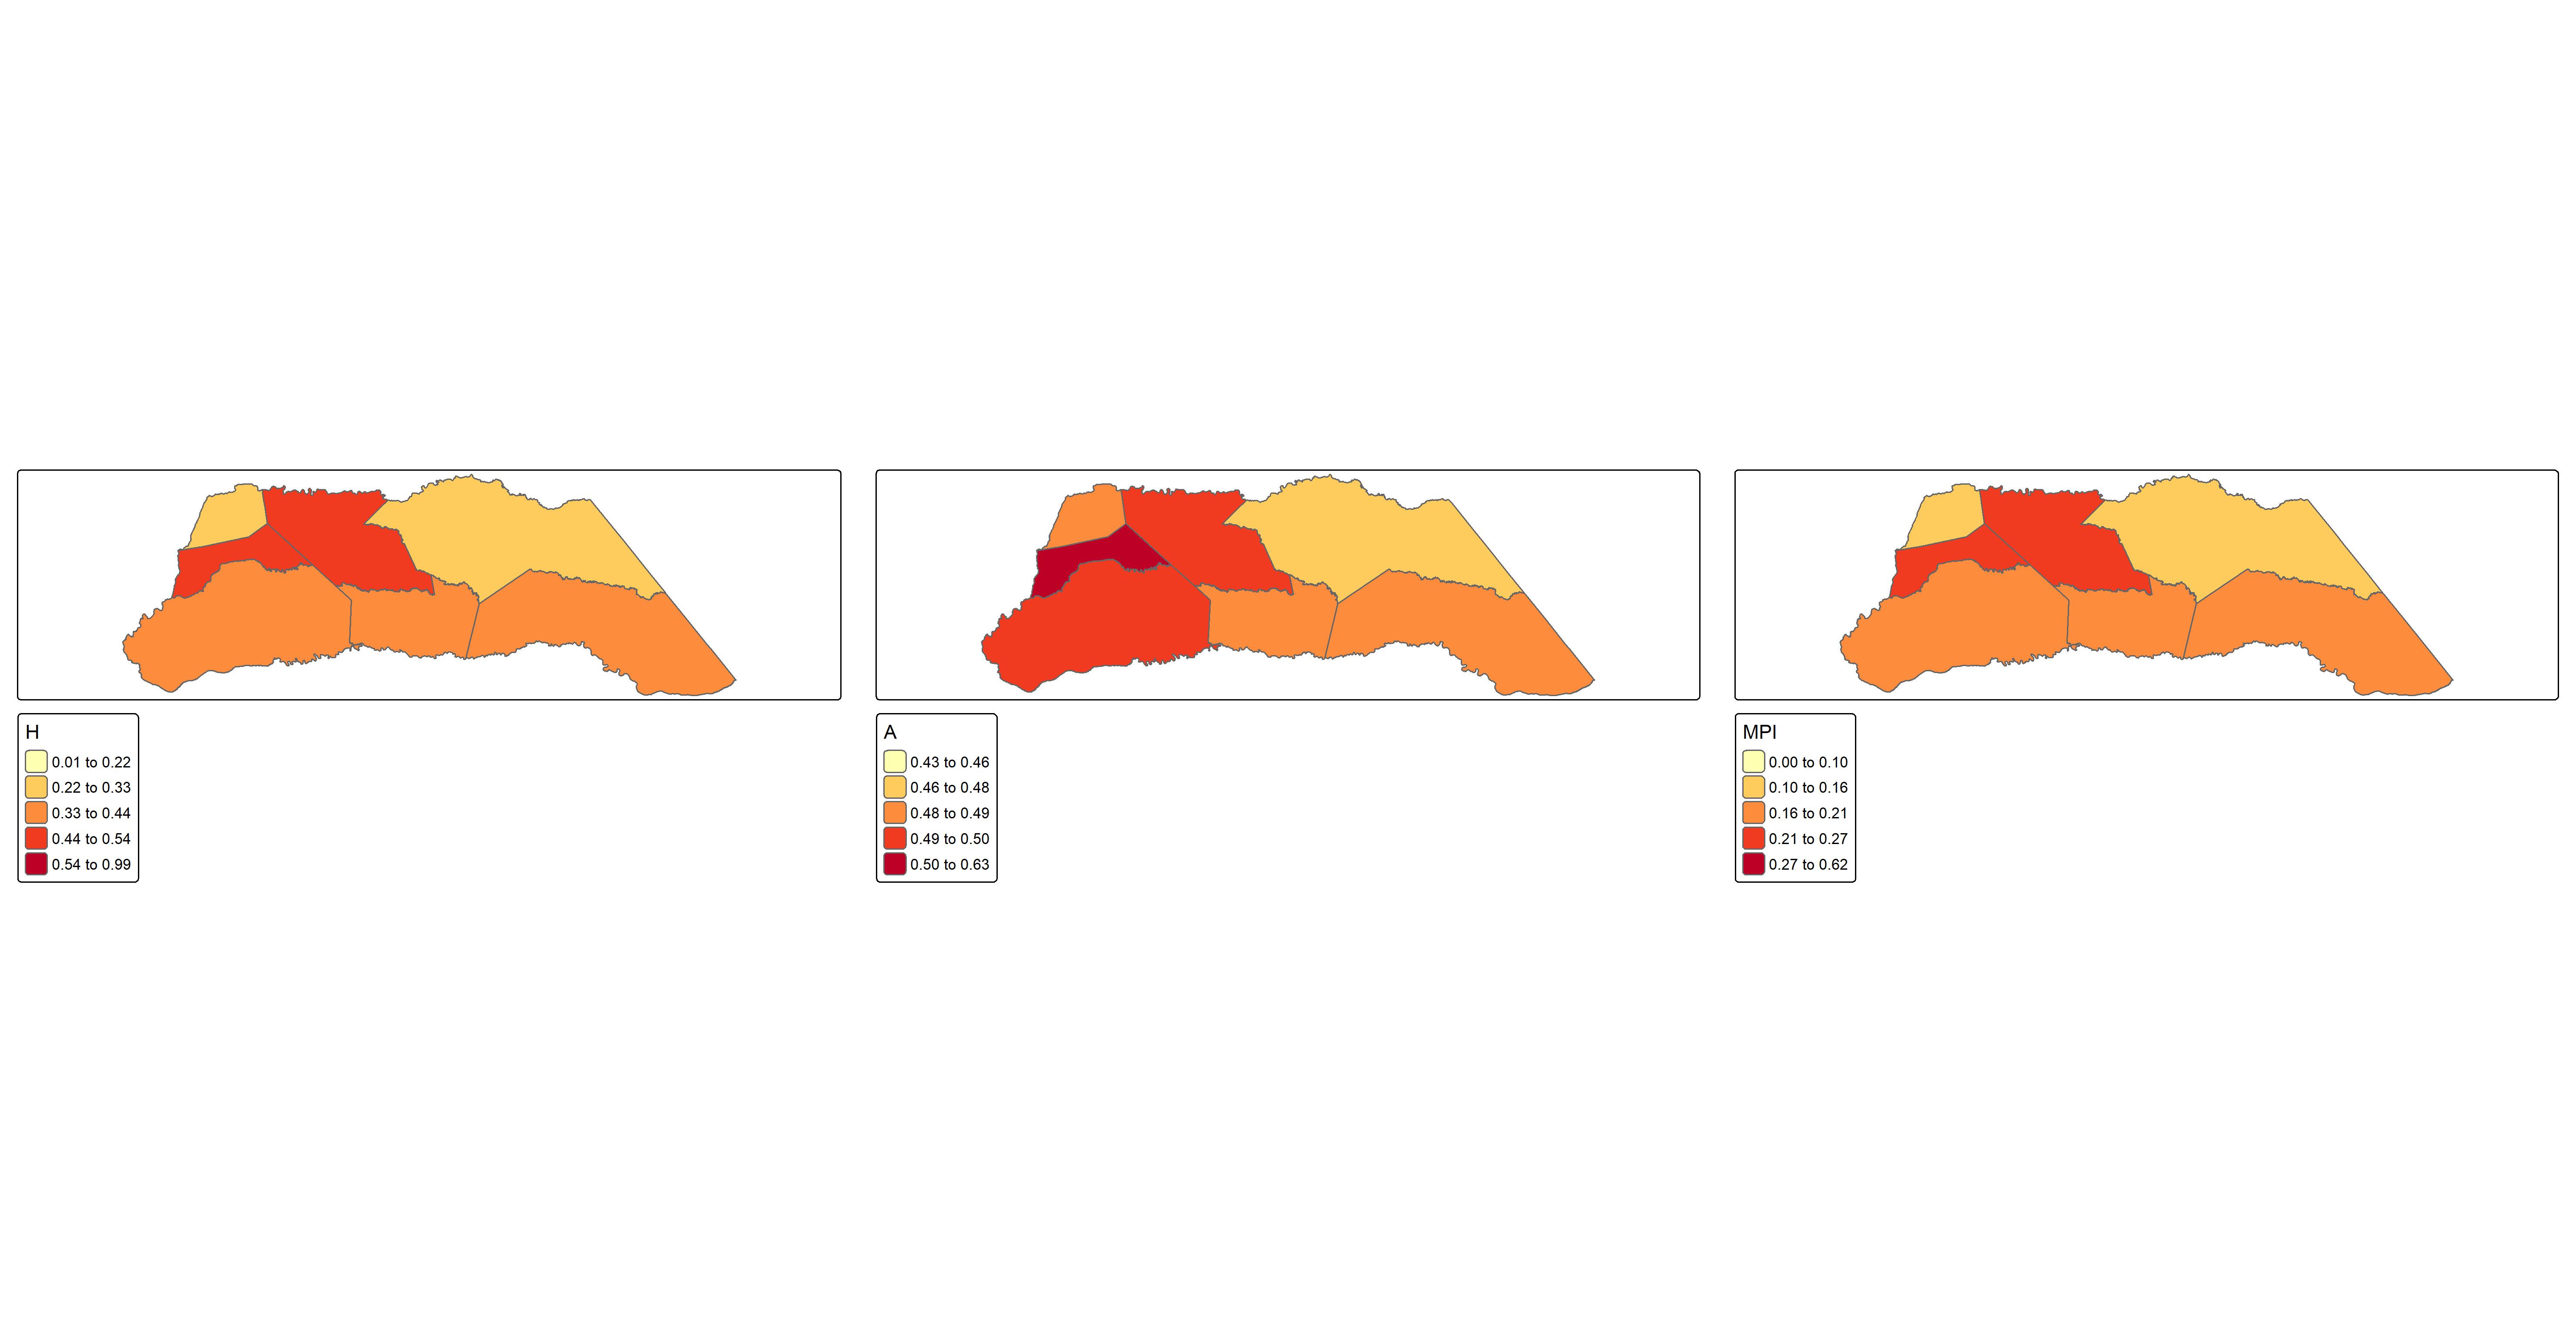 H
0.01 to 0.22
0.22 to 0.33
0.33 to 0.44
0.44 to 0.54
0.54 to 0.99
A
0.43 to 0.46
0.46 to 0.48
0.48 to 0.49
0.49 to 0.50
0.50 to 0.63
MPI
0.00 to 0.10
0.10 to 0.16
0.16 to 0.21
0.21 to 0.27
0.27 to 0.62